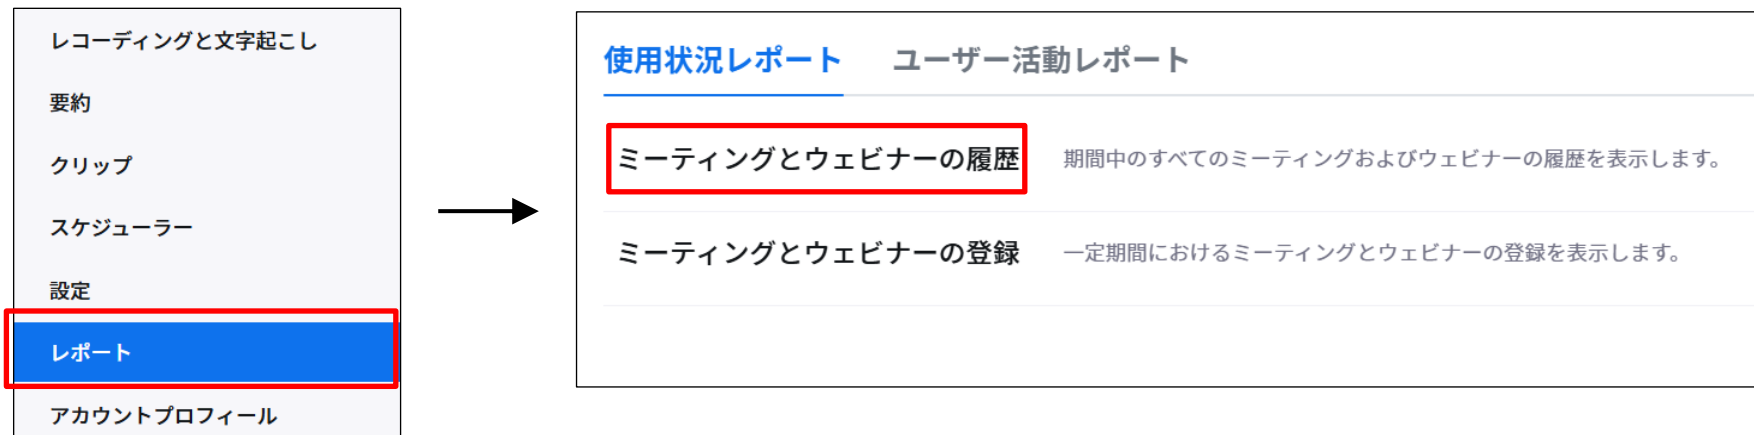 レコーディングと文字起こし
要約
クリップ
スケジューラー
設定
レポート
アカウントプロフィール
使用状況レポート ユーザー活動レポート
ミーティングとウェビナーの履歴 期間中のすべてのミーティングおよびウェビナーの履歴を表示します。
ミーティングとウェビナーの登録 一定期間におけるミーティングとウェビナーの登録を表示します。